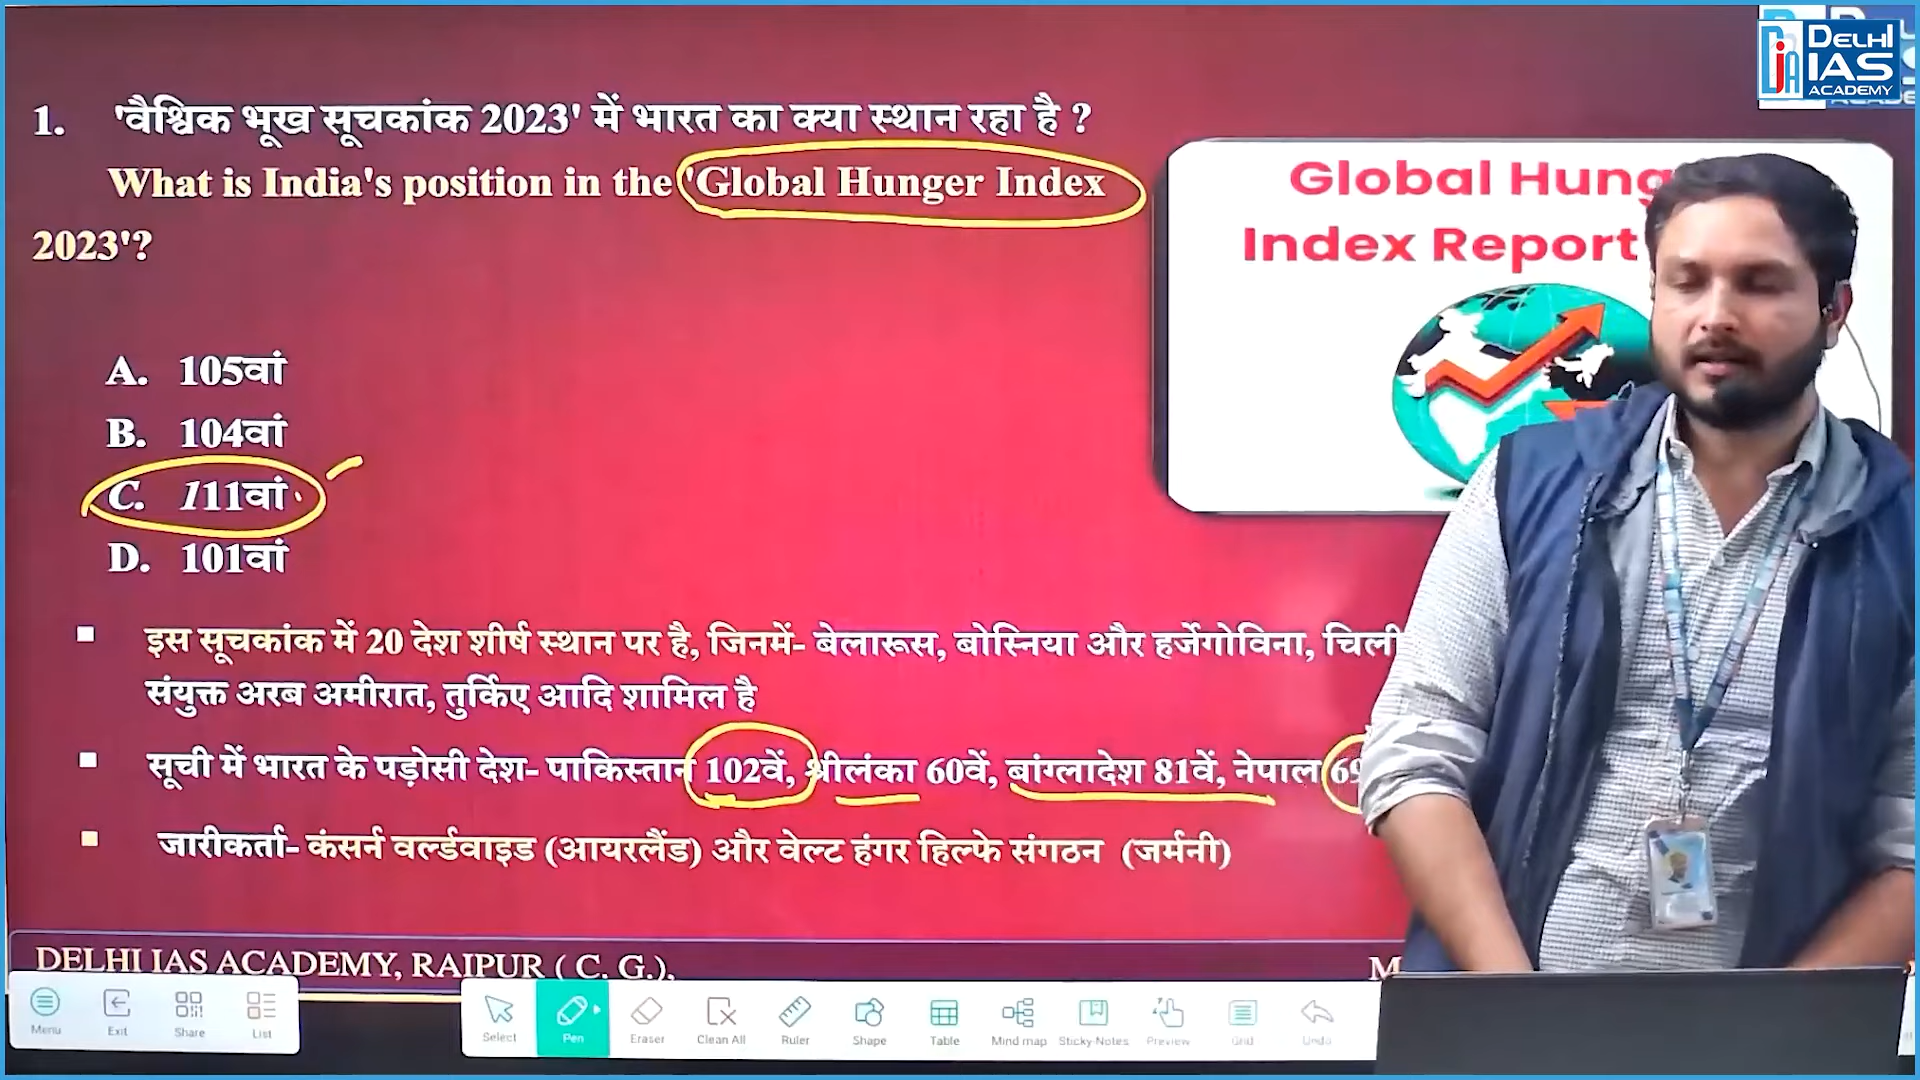 DELHI
IAS
ACADEMY
1. 'वैश्विक भूख सूचकांक 2023' में भारत का क्या स्थान रहा है ?
What is India's position in the 'Global Hunger Index
2023'?
Index Report
Global
A. 105वां
B. 104वां
C. 111वां
D. 101वां
इस सूचकांक में 20 देश शीर्ष स्थान पर है, जिनमें- बेलारूस, बोस्निया और हर्जेगोविना, चिली
संयुक्त अरब अमीरात, तुर्किए आदि शामिल है
सूची में भारत के पड़ोसी देश- पाकिस्तान 102वें, श्रीलंका 60वें, बांग्लादेश 81वें, नेपाल
जारीकर्ता- कंसर्न वर्ल्डवाइड (आयरलैंड) और वेल्ट हंगर हिल्फे संगठन (जर्मनी)
DELHI IAS ACADEMY, RAIPUR ( C. G.),
Menu Exit Share List Select Pen Eraser Clean All Ruler Shape Table Mind map Sticky-Notes Preview Grid Undo